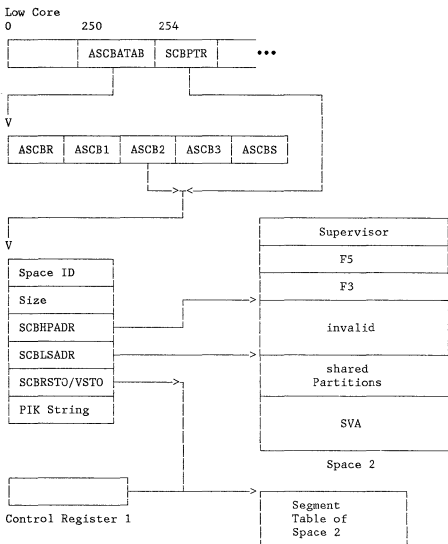 Low Core
0 250 254
ASCBATAB SCBPTR •••
V
ASCBR ASCB1 ASCB2 ASCB3 ASCBS
V
Space ID
Size
SCBHPADR
SCBLSADR
SCBRSTO/VSTO
PIK String
Supervisor
F5
F3
invalid
shared
Partitions
SVA
Space 2
Control Register 1
Segment
Table of
Space 2